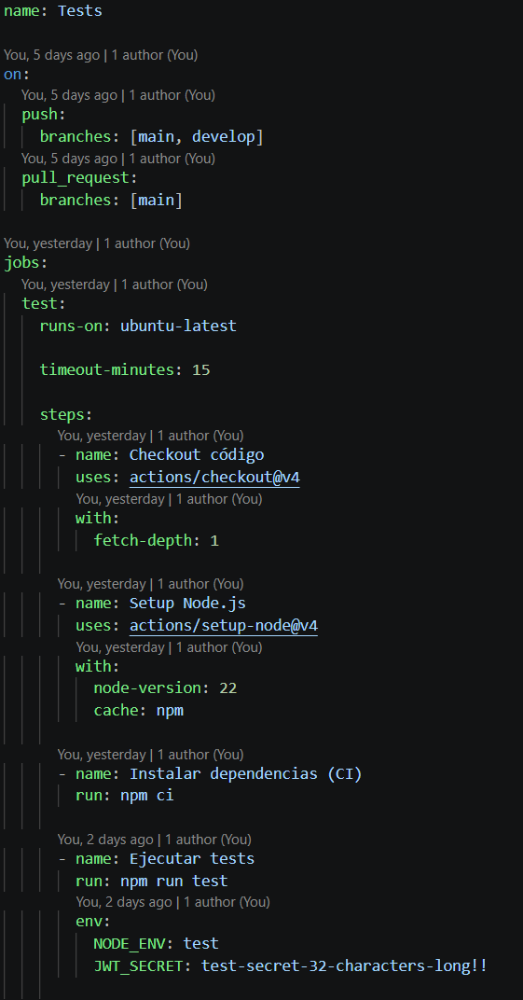 name: Tests
You, 5 days ago | 1 author (You)
on:
You, 5 days ago | 1 author (You)
push:
branches: [main, develop]
You, 5 days ago | 1 author (You)
pull_request:
branches: [main]
You, yesterday | 1 author (You)
jobs:
You, yesterday | 1 author (You)
test:
runs-on: ubuntu-latest
timeout-minutes: 15
steps:
You, yesterday | 1 author (You)
- name: Checkout código
uses: actions/checkout@v4
You, yesterday | 1 author (You)
with:
fetch-depth: 1
You, yesterday | 1 author (You)
- name: Setup Node.js
uses: actions/setup-node@v4
You, yesterday | 1 author (You)
with:
node-version: 22
cache: npm
You, yesterday | 1 author (You)
- name: Instalar dependencias (CI)
run: npm ci
You, 2 days ago | 1 author (You)
- name: Ejecutar tests
run: npm run test
You, 2 days ago | 1 author (You)
env:
NODE_ENV: test
JWT_SECRET: test-secret-32-characters-long!!